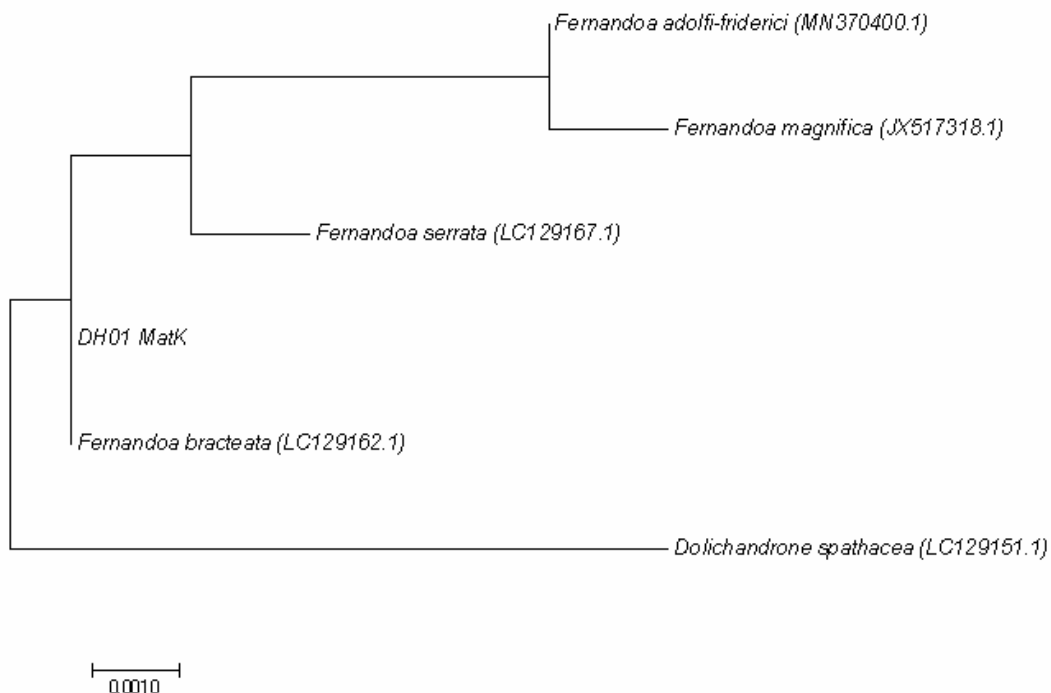 Fernandoa adolfi-friderici (MN370400.1)
Fernandoa magnifica (JX517318.1)
Fernandoa serrata (LC129167.1)
DH01 MatK
Fernandoa bracteata (LC129162.1)
Dolichandrone spathacea (LC129151.1)
0.0010